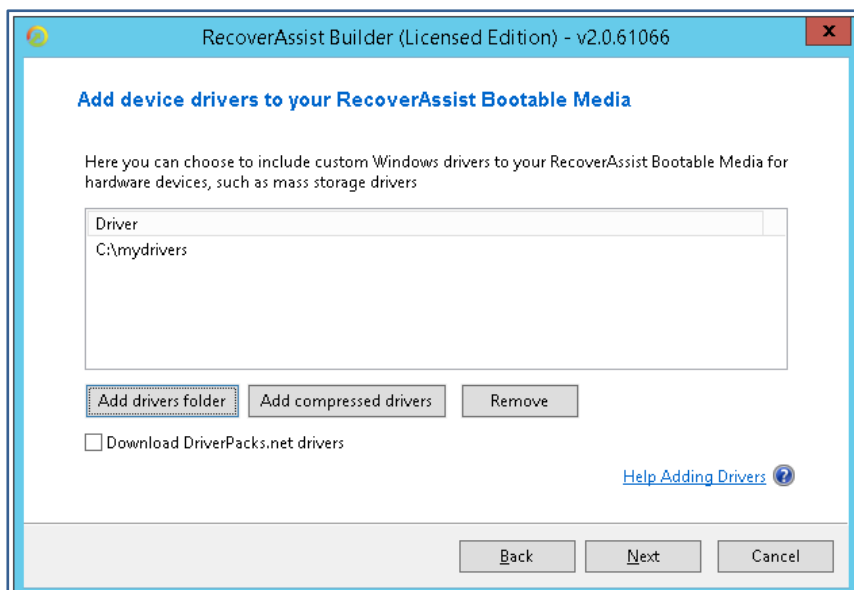 RecoverAssist Builder (Licensed Edition) - v2.0.61066
x
Add device drivers to your RecoverAssist Bootable Media
Here you can choose to include custom Windows drivers to your RecoverAssist Bootable Media for
hardware devices, such as mass storage drivers
Driver
C:\mydrivers
Add drivers folder
Add compressed drivers
Remove
Download DriverPacks.net drivers
Help Adding Drivers ?
Back
Next
Cancel